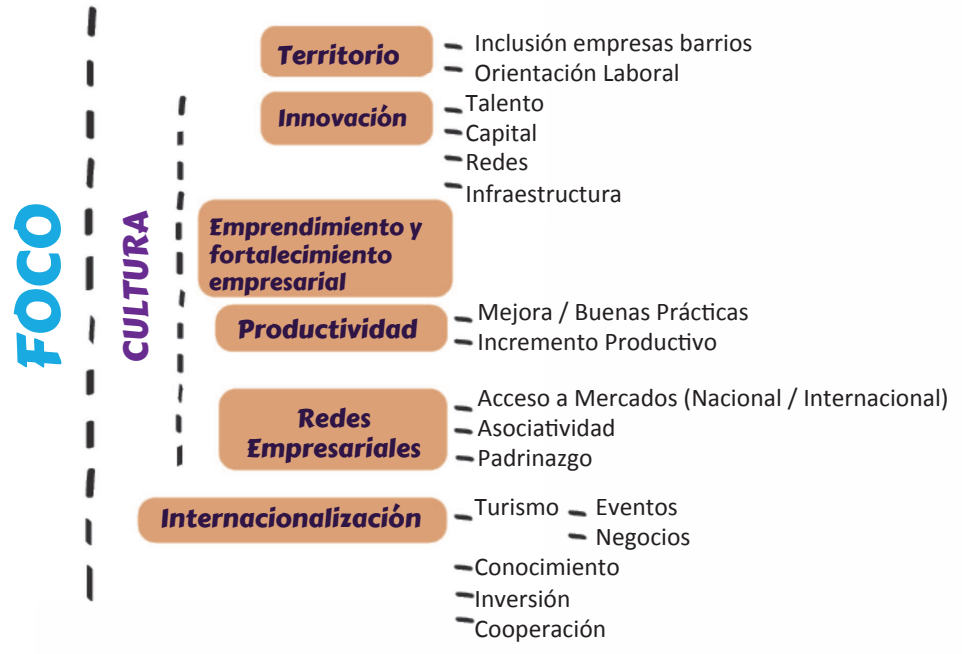 FOCO
CULTURA
Territorio
Inclusión empresas barrios
Orientación Laboral
Innovación
Talento
Capital
Redes
Infraestructura
Emprendimiento y
fortalecimiento
empresarial
Productividad
Mejora / Buenas Prácticas
Incremento Productivo
Redes
Empresariales
Acceso a Mercados (Nacional / Internacional)
Asociatividad
Padrinazgo
Internacionalización
Turismo
Eventos
Negocios
Conocimiento
Inversión
Cooperación